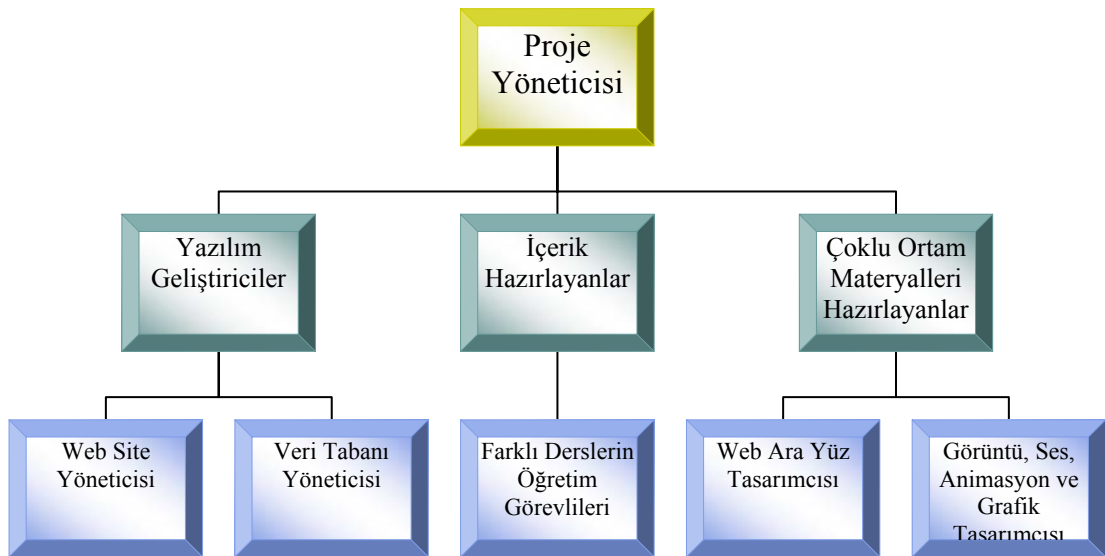 Proje
Yöneticisi
Yazılım
Geliştiriciler
İçerik
Hazırlayanlar
Çoklu Ortam
Materyalleri
Hazırlayanlar
Web Site
Yöneticisi
Veri Tabanı
Yöneticisi
Farklı Derslerin
Öğretim
Görevlileri
Web Ara Yüz
Tasarımcısı
Görüntü, Ses,
Animasyon ve
Grafik
Tasarımcısı